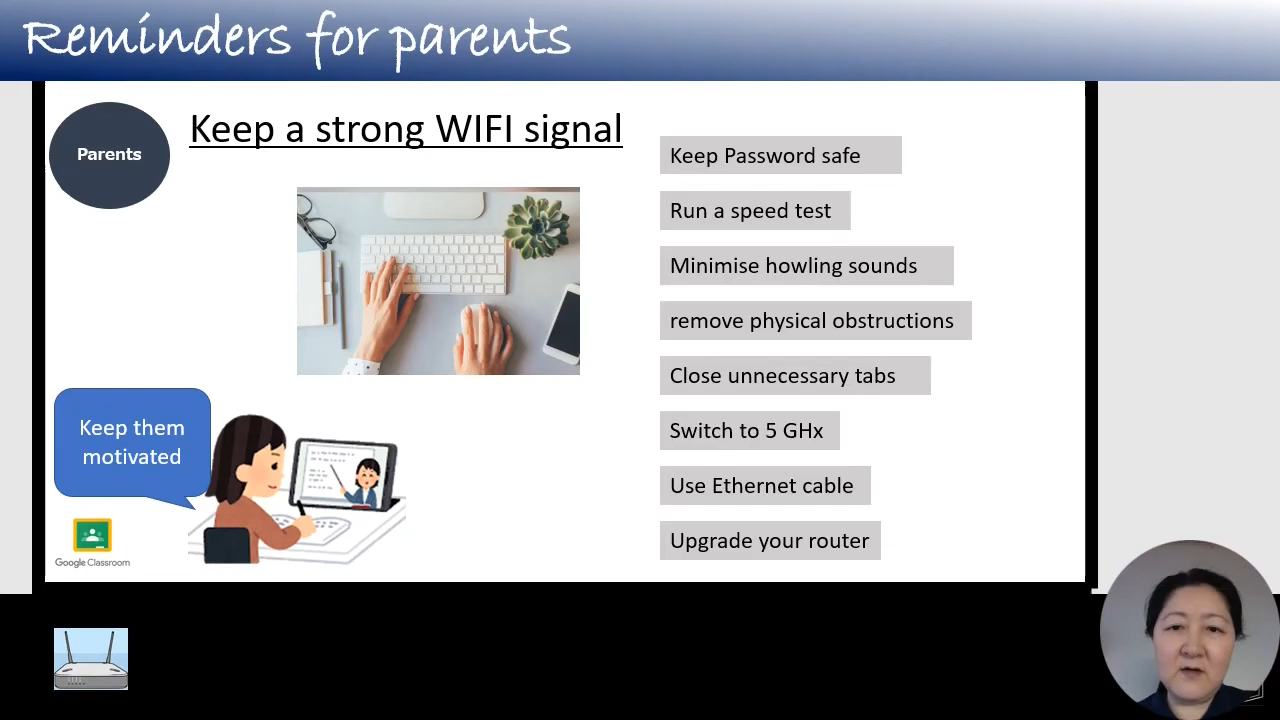 Reminders for parents
Parents
Keep a strong WIFI signal
Keep Password safe
Run a speed test
Minimise howling sounds
remove physical obstructions
Close unnecessary tabs
Switch to 5 GHx
Use Ethernet cable
Upgrade your router
Keep them
motivated
Google Classroom